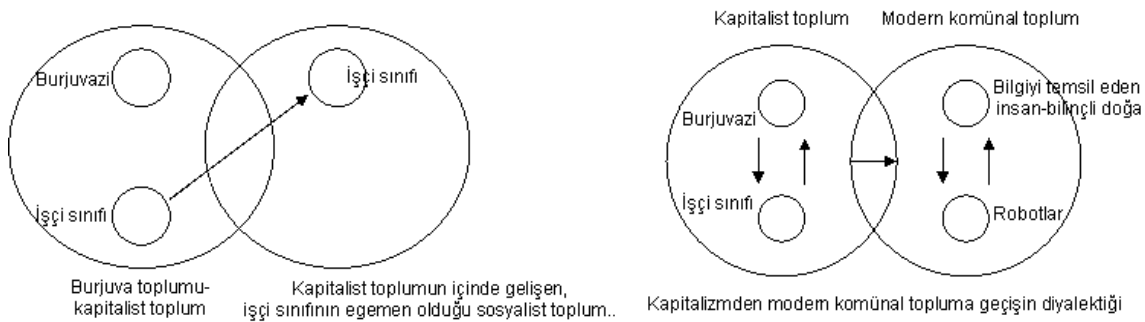 Burjuvazi
İşçi sınıfı
İşçi sınıfı
Burjuva toplumu-
kapitalist toplum
Kapitalist toplumun içinde gelişen,
işçi sınıfının egemen olduğu sosyalist toplum..
Kapitalist toplum
Modern komünal toplum
Burjuvazi
Bilgiyi temsil eden
insan-bilinçli doğa
İşçi sınıfı
Robotlar
Kapitalizmden modern komünal topluma geçişin diyalektiği